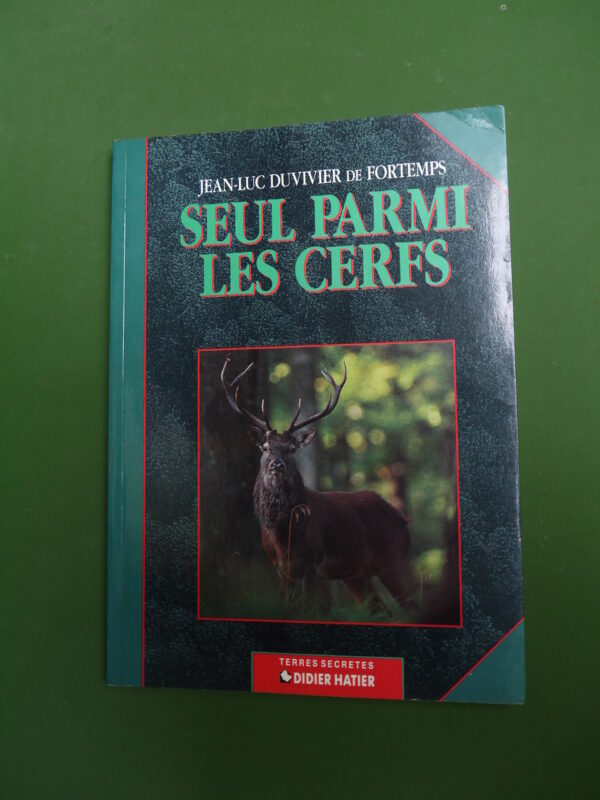 JEAN-LUC DUVIVIER DE FORTEMPS
SEUL PARMI
LES CERFS
TERRES SECRETES
DIDIER HATIER